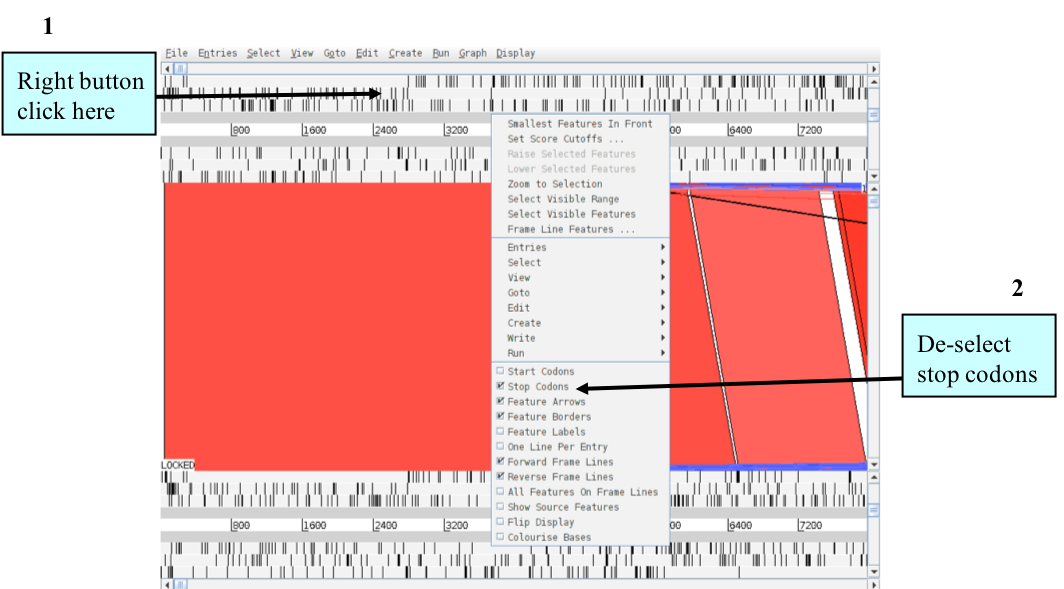 1
Right button
click here
File Entries Select View Goto Edit Create Run Graph Display
800 1600 2400 3200 00 6400 7200
Smallest Features In Front
Set Score Cutoffs ...
Raise Selected Features
Lower Selected Features
Zoom to Selection
Select Visible Range
Select Visible Features
Frame Line Features ...
Entries
Select
View
Goto
Edit
Create
Write
Run
Start Codons
Stop Codons
Feature Arrows
Feature Borders
Feature Labels
One Line Per Entry
Forward Frame Lines
Reverse Frame Lines
All Features On Frame Lines
Show Source Features
Flip Display
Colourise Bases
2
De-select
stop codons
LOCKED
800 1600 2400 3200 00 6400 7200